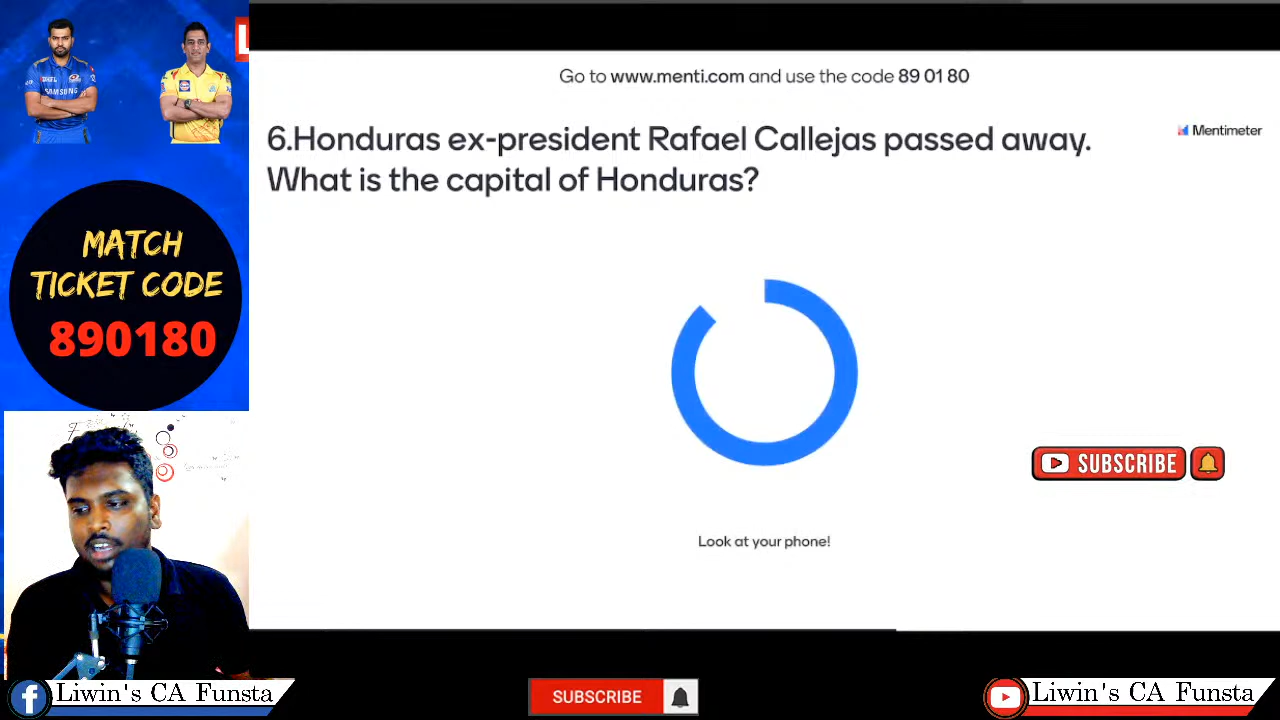 L
Go to www.menti.com and use the code 89 01 80
6.Honduras ex-president Rafael Callejas passed away.
What is the capital of Honduras?
Mentimeter
MATCH
TICKET CODE
890180
SUBSCRIBE
Look at your phone!
Liwin's CA Funsta
SUBSCRIBE
Liwin's CA Funsta